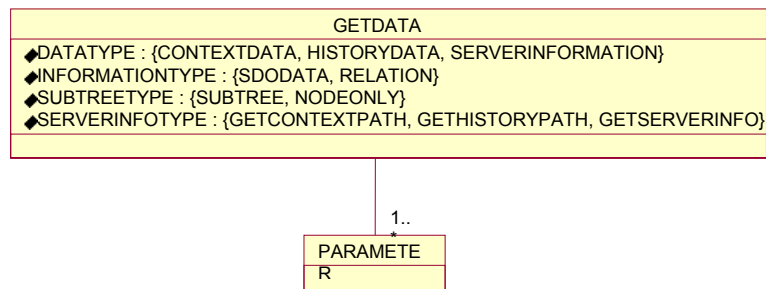 GETDATA
DATATYPE : {CONTEXTDATA, HISTORYDATA, SERVERINFORMATION}
INFORMATIONTYPE : {SDODATA, RELATION}
SUBTREETYPE : {SUBTREE, NODEONLY}
SERVERINFOTYPE : {GETCONTEXTPATH, GETHISTORYPATH, GETSERVERINFO}
1..
*
PARAMETE
R